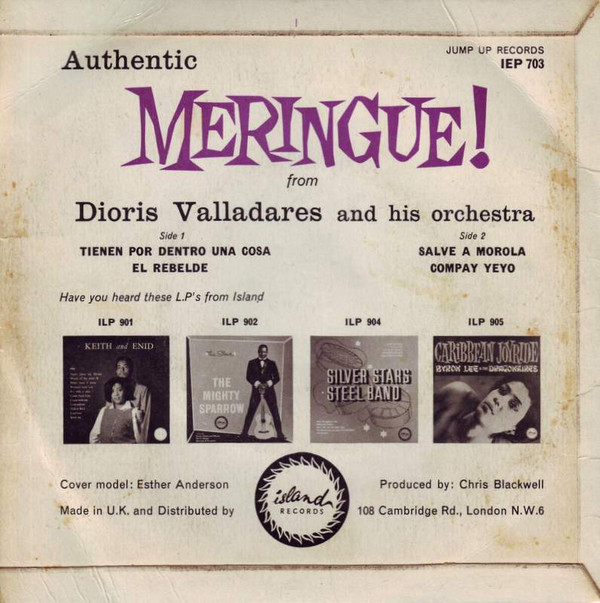 Authentic
JUMP UP RECORDS
IEP 703
MERINGUE!
from
Dioris Valladares and his orchestra
Side 1
TIENEN POR DENTRO UNA COSA
EL REBELDE
Side 2
SALVE A MOROLA
COMPAY YEYO
Have you heard these L.P's from Island
ILP 901
ILP 902
ILP 904
ILP 905
KEITH and ENID
THE
MIGHTY
SPARROW
SILVER STARS
STEEL BAND
CARIBBEAN JOYRIDE
BYRON LEE and the DRAGONAIRES
Cover model: Esther Anderson
Produced by: Chris Blackwell
Made in U.K. and Distributed by
island
RECORDS
108 Cambridge Rd., London N.W.6